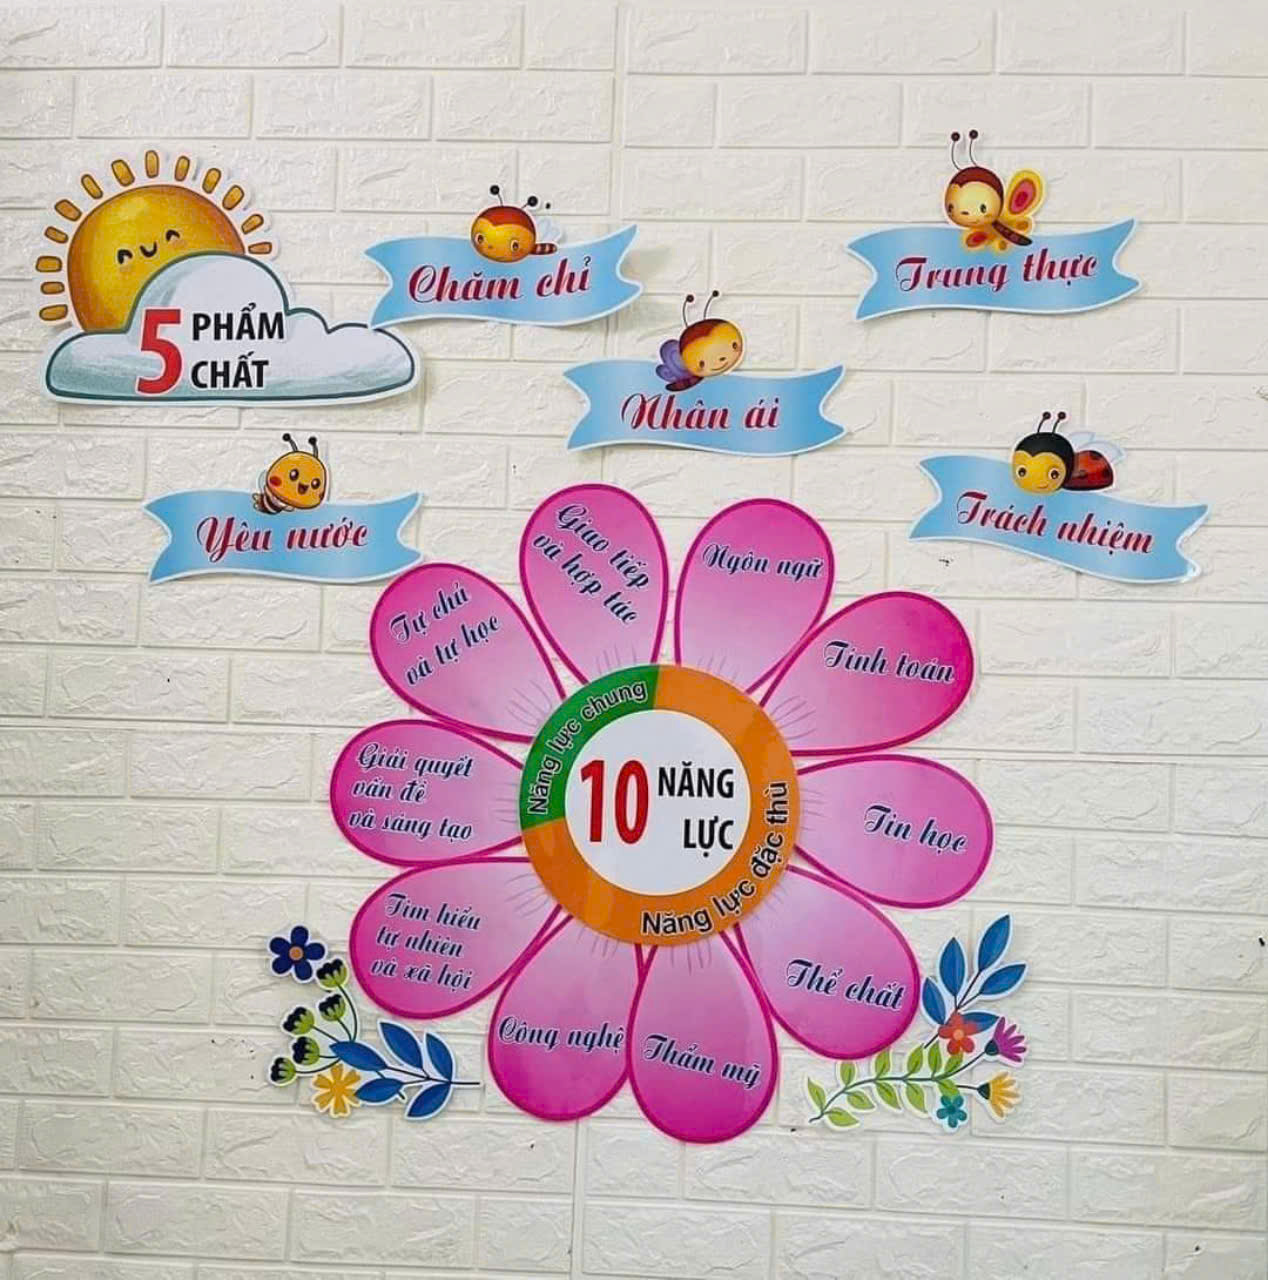 5 PHẨM
CHẤT
Chăm chỉ
Trung thực
Nhân ái
Yêu nước
Trách nhiệm
Giao tiếp
và hợp tác
Ngôn ngữ
Tự chủ
và tự học
Tính toán
Giải quyết
vấn đề
và sáng tạo
Năng lực chung
10 NĂNG
LỰC
Năng lực đặc thù
Tin học
Tìm hiểu
tự nhiên
và xã hội
Thể chất
Công nghệ
Thẩm mỹ